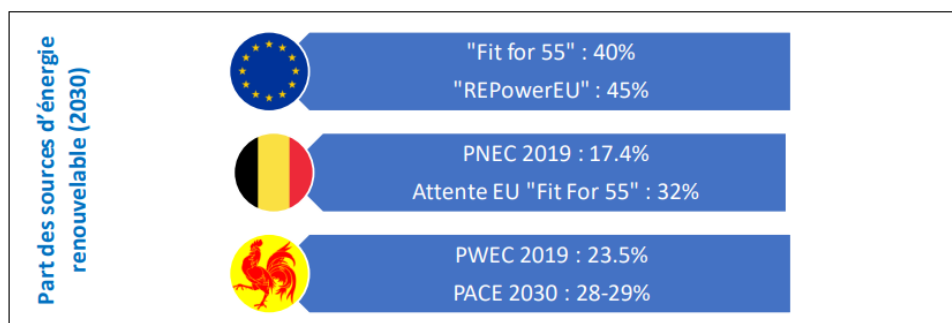 Part des sources d'énergie
renouvelable (2030)
"Fit for 55" : 40%
"REPowerEU" : 45%
PNEC 2019 : 17.4%
Attente EU "Fit For 55" : 32%
PWEC 2019 : 23.5%
PACE 2030 : 28-29%